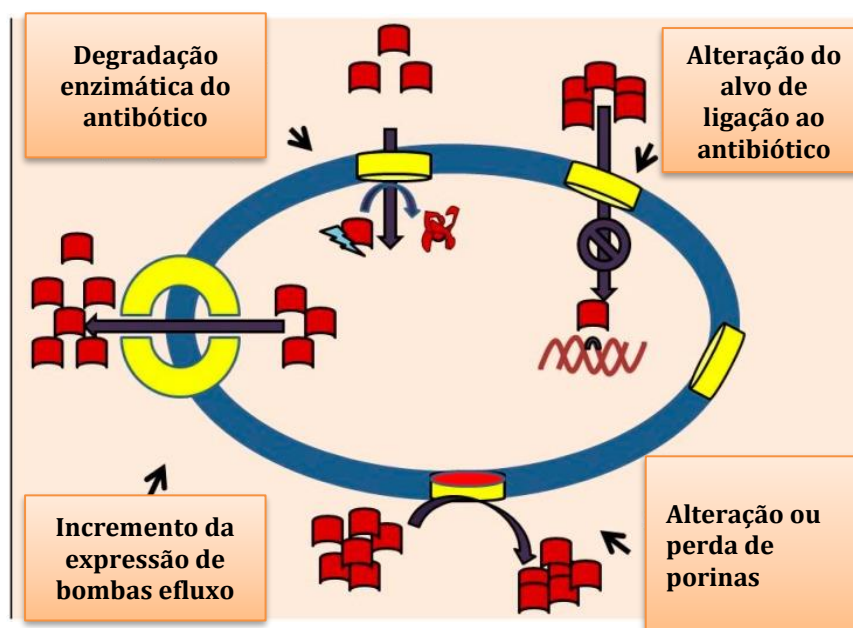 Degradação
enzimática do
antibótico
Alteração do
alvo de
ligação ao
antibiótico
Incremento da
expressão de
bombas efluxo
Alteração ou
perda de
porinas